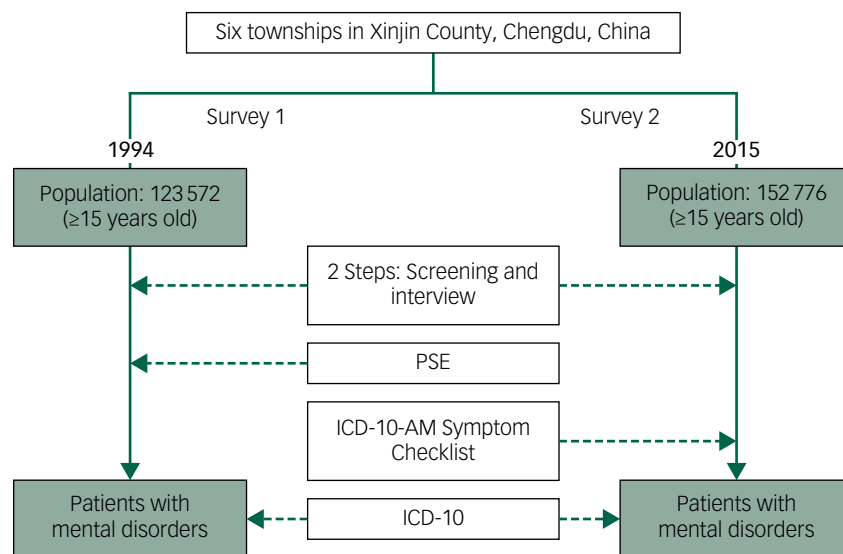 Six townships in Xinjin County, Chengdu, China
Survey 1
Survey 2
1994
2015
Population: 123 572
(≥15 years old)
Population: 152 776
(≥15 years old)
2 Steps: Screening and
interview
PSE
ICD-10-AM Symptom
Checklist
Patients with
mental disorders
ICD-10
Patients with
mental disorders